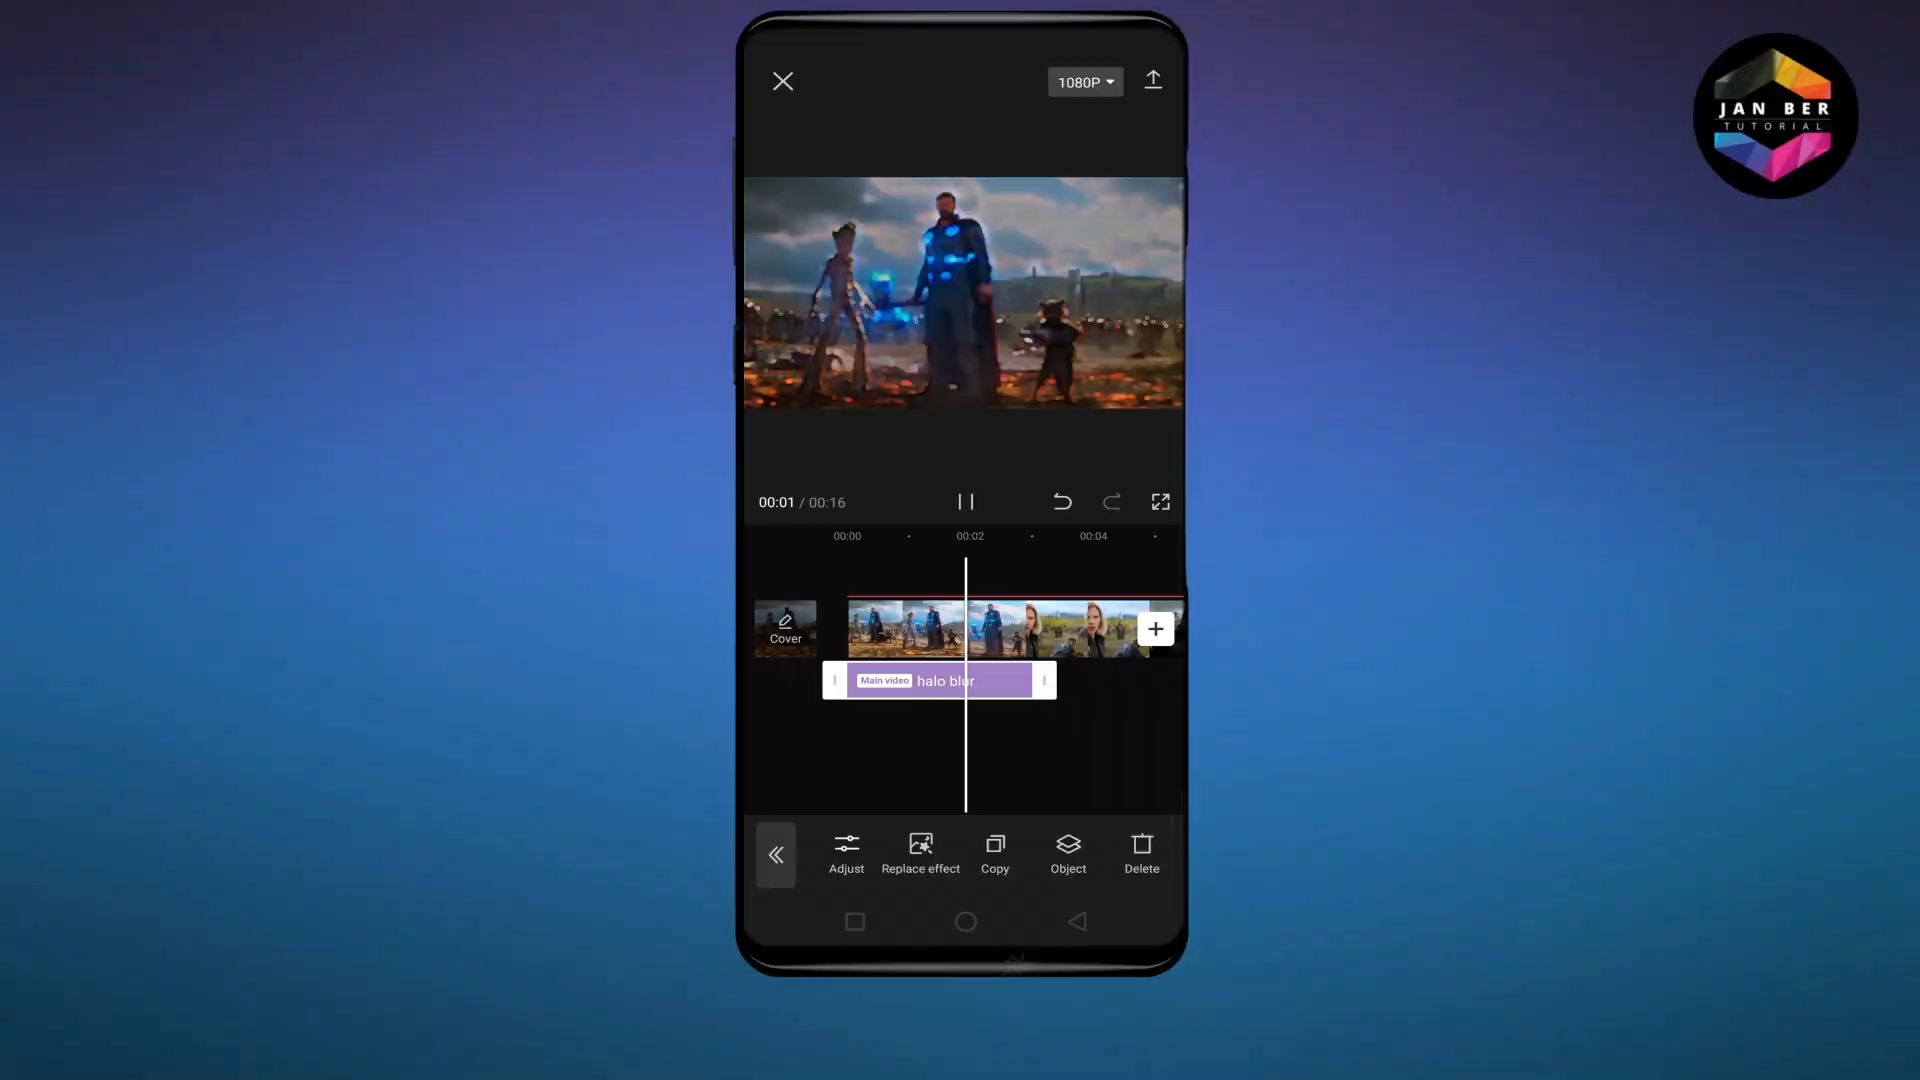 1080P
JAN BER
TUTORIAL
00:01 / 00:16
00:00
00:02
00:04
Cover
Main video halo blur
Adjust
Replace effect
Copy
Object
Delete